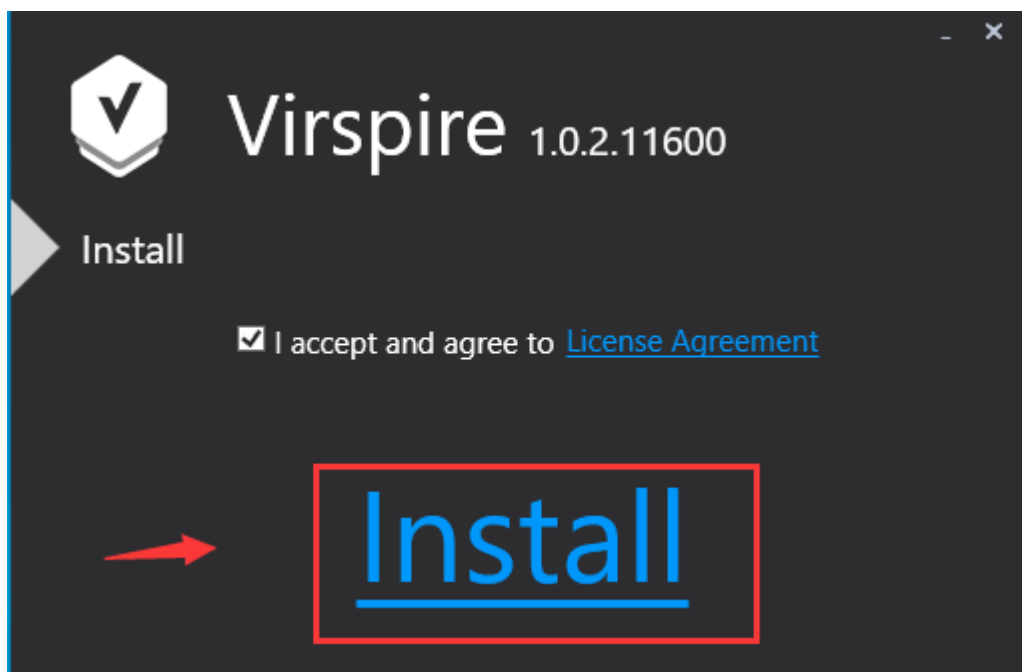 Virspire 1.0.2.11600
Install
I accept and agree to License Agreement
Install